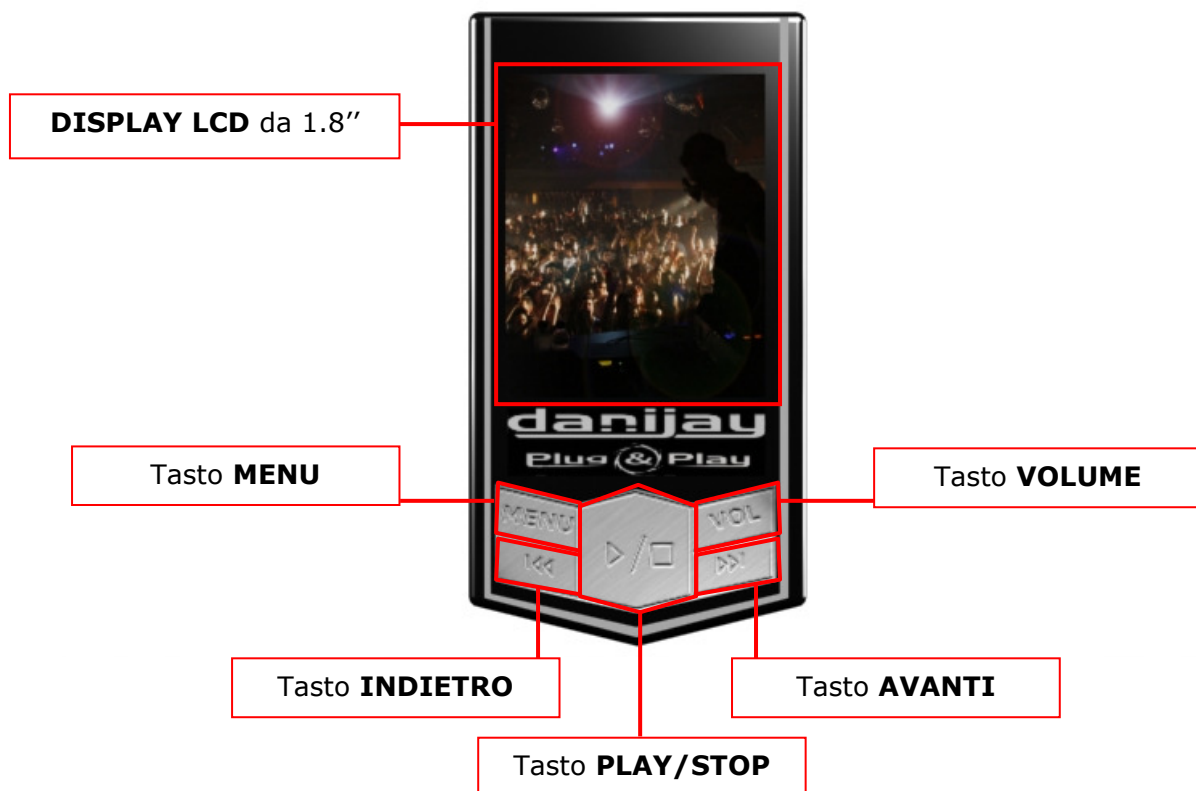 DISPLAY LCD da 1.8’’
danijay
Plug & Play
Tasto MENU
Tasto VOLUME
MENU
VOL
Tasto INDIETRO
Tasto AVANTI
Tasto PLAY/STOP